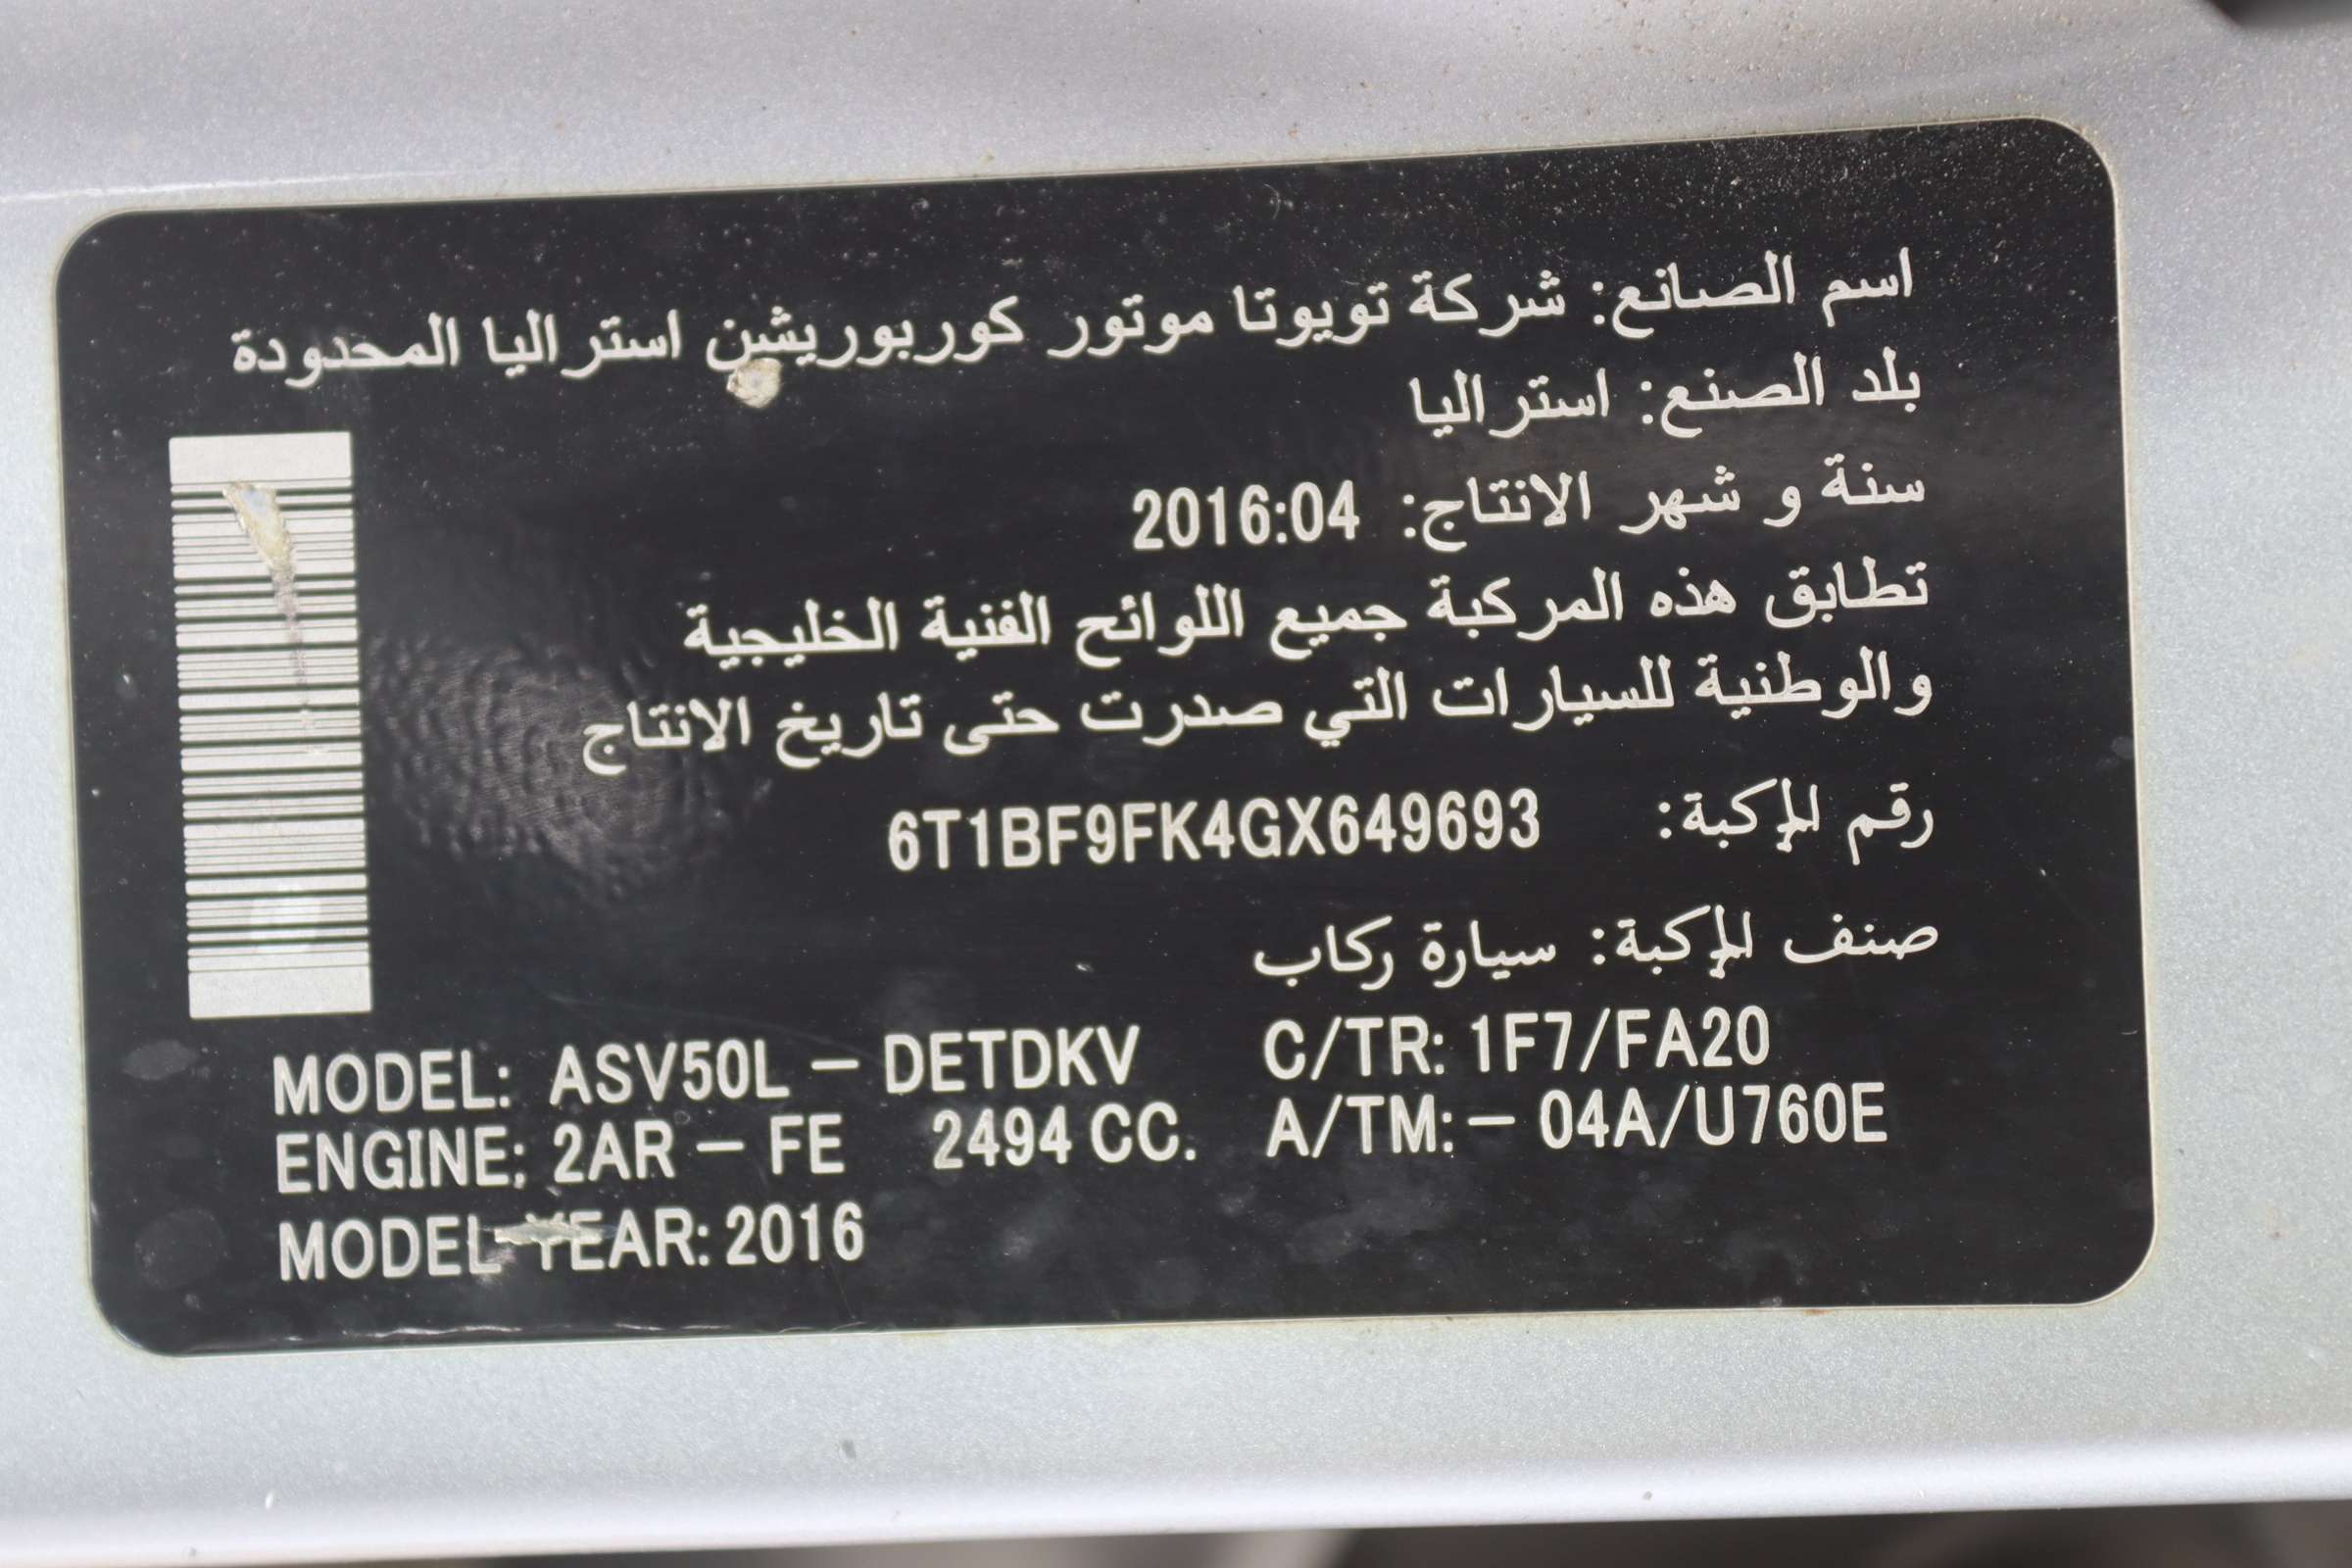 اسم الصانع: شركة تويوتا موتور كوربوريشن استراليا المحدودة
بلد الصنع: استراليا
سنة و شهر الانتاج: 2016:04
تطابق هذه المركبة جميع اللوائح الفنية الخليجية
والوطنية للسيارات التي صدرت حتى تاريخ الانتاج
رقم المركبة: 6T1BF9FK4GX649693
صنف المركبة: سيارة ركاب
MODEL: ASV50L – DETDKV C/TR: 1F7/FA20
ENGINE: 2AR – FE 2494 CC. A/TM: – 04A/U760E
MODEL YEAR: 2016